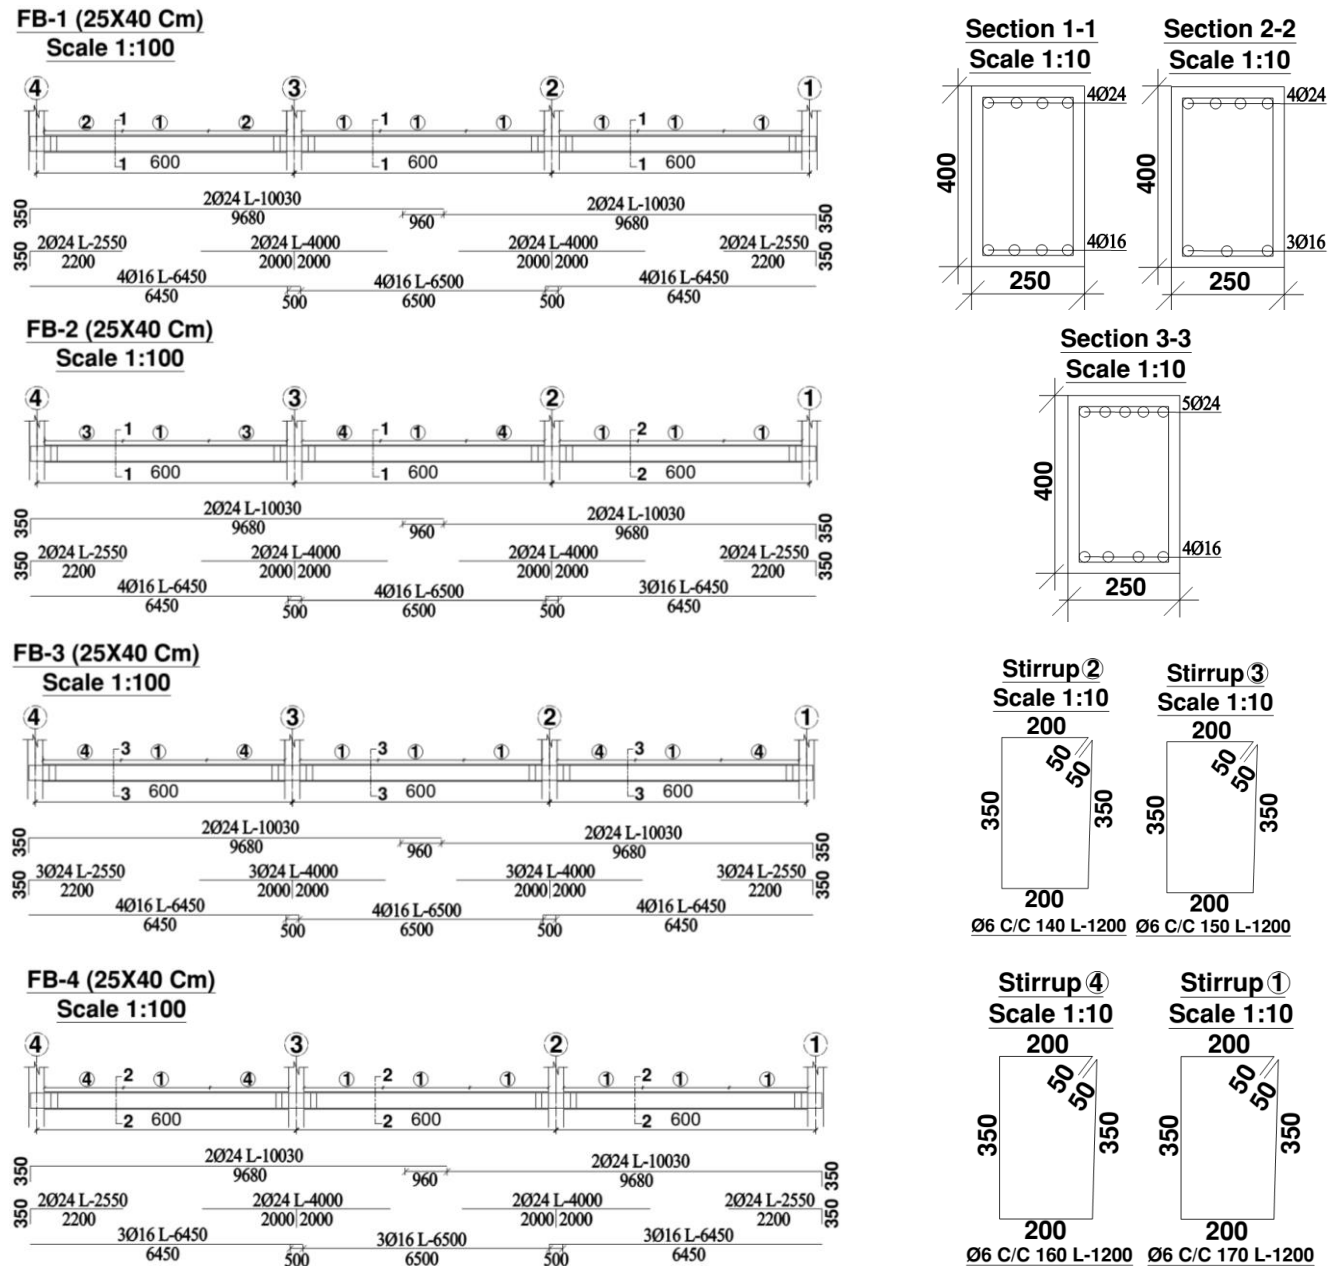 FB-1 (25X40 Cm)
Scale 1:100
4 3 2 1
② 1 ① ② ① 1 ① ① ① 1 ① ①
1 600 1 600 1 600
350 2Ø24 L-10030 2Ø24 L-10030
9680 960 9680 350
350 2Ø24 L-2550 2Ø24 L-4000 2Ø24 L-4000 2Ø24 L-2550
2200 2000 2000 2000 2000 2200 350
4Ø16 L-6450 4Ø16 L-6500 4Ø16 L-6450
6450 500 6500 500 6450
FB-2 (25X40 Cm)
Scale 1:100
4 3 2 1
③ 1 ① ③ ④ 1 ① ④ ① 2 ① ①
1 600 1 600 2 600
350 2Ø24 L-10030 2Ø24 L-10030
9680 960 9680 350
350 2Ø24 L-2550 2Ø24 L-4000 2Ø24 L-4000 2Ø24 L-2550
2200 2000 2000 2000 2000 2200 350
4Ø16 L-6450 4Ø16 L-6500 3Ø16 L-6450
6450 500 6500 500 6450
FB-3 (25X40 Cm)
Scale 1:100
4 3 2 1
④ 3 ① ④ ① 3 ① ① ④ 3 ① ④
3 600 3 600 3 600
350 2Ø24 L-10030 2Ø24 L-10030
9680 960 9680 350
350 3Ø24 L-2550 3Ø24 L-4000 3Ø24 L-4000 3Ø24 L-2550
2200 2000 2000 2000 2000 2200 350
4Ø16 L-6450 4Ø16 L-6500 4Ø16 L-6450
6450 500 6500 500 6450
FB-4 (25X40 Cm)
Scale 1:100
4 3 2 1
④ 2 ① ④ ① 2 ① ① ① 2 ① ①
2 600 2 600 2 600
350 2Ø24 L-10030 2Ø24 L-10030
9680 960 9680 350
350 2Ø24 L-2550 2Ø24 L-4000 2Ø24 L-4000 2Ø24 L-2550
2200 2000 2000 2000 2000 2200 350
3Ø16 L-6450 3Ø16 L-6500 3Ø16 L-6450
6450 500 6500 500 6450
Section 1-1
Scale 1:10
4Ø24
400
4Ø16
250
Section 2-2
Scale 1:10
4Ø24
400
3Ø16
250
Section 3-3
Scale 1:10
5Ø24
400
4Ø16
250
Stirrup ②
Scale 1:10
200
50
50
350 350
200
Ø6 C/C 140 L-1200
Stirrup ③
Scale 1:10
200
50
50
350 350
200
Ø6 C/C 150 L-1200
Stirrup ④
Scale 1:10
200
50
50
350 350
200
Ø6 C/C 160 L-1200
Stirrup ①
Scale 1:10
200
50
50
350 350
200
Ø6 C/C 170 L-1200